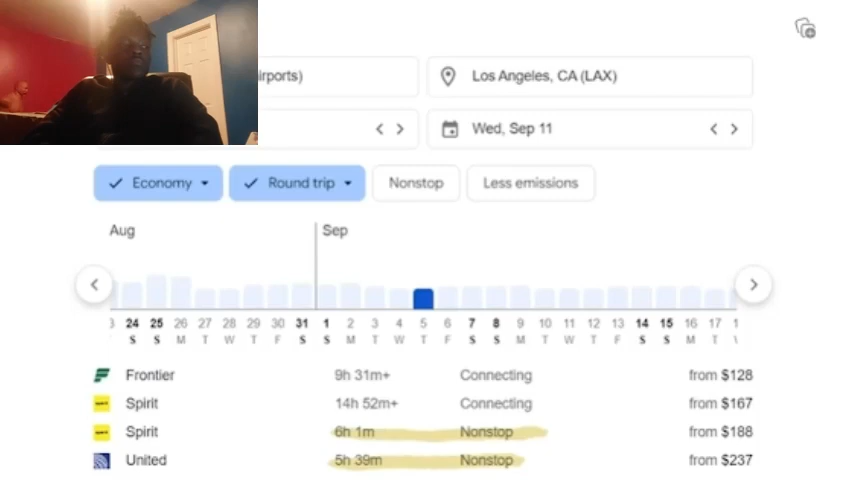 irports)
Los Angeles, CA (LAX)
Wed, Sep 11
Economy
Round trip
Nonstop
Less emissions
Aug
Sep
3 24 25 26 27 28 29 30 31 1 2 3 4 5 6 7 8 9 10 11 12 13 14 15 16 17 1
S S M T W T F S S M T W T F S S M T W T F S S M T
Frontier 9h 31m+ Connecting from $128
Spirit 14h 52m+ Connecting from $167
spirit Spirit 6h 1m Nonstop from $188
United 5h 39m Nonstop from $237